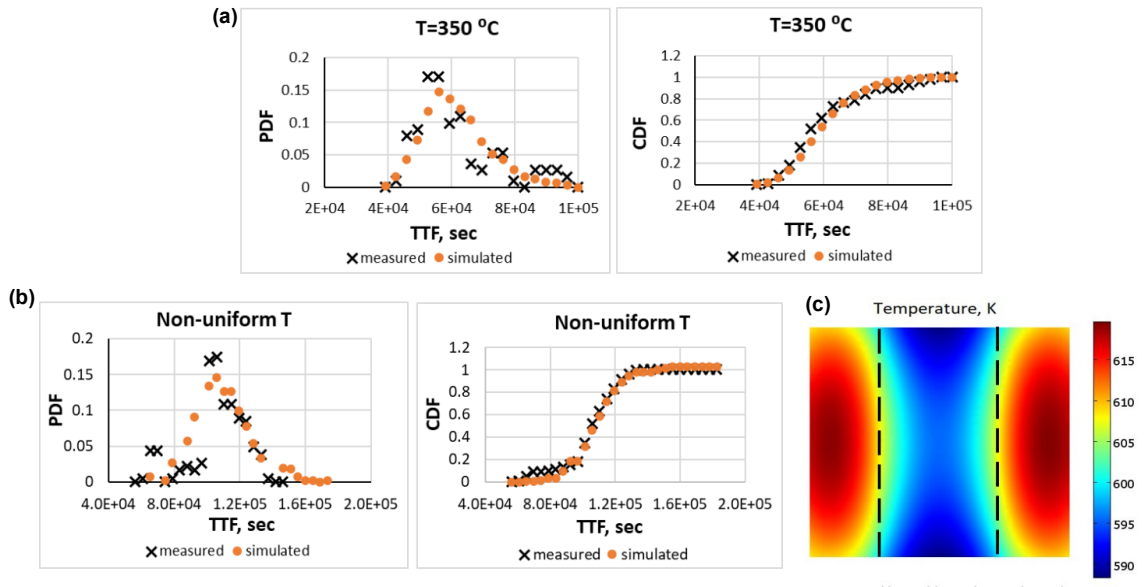 (a)
T=350 °C
PDF
0.2
0.15
0.1
0.05
0
2E+04 4E+04 6E+04 8E+04 1E+05
TTF, sec
measured simulated
T=350 °C
CDF
1.2
1
0.8
0.6
0.4
0.2
0
2E+04 4E+04 6E+04 8E+04 1E+05
TTF, sec
measured simulated
(b)
Non-uniform T
PDF
0.2
0.15
0.1
0.05
0
4.0E+04 8.0E+04 1.2E+05 1.6E+05 2.0E+05
TTF, sec
measured simulated
Non-uniform T
CDF
1.2
1
0.8
0.6
0.4
0.2
0
4.0E+04 8.0E+04 1.2E+05 1.6E+05 2.0E+05
TTF, sec
measured simulated
(c)
Temperature, K
615
610
605
600
595
590